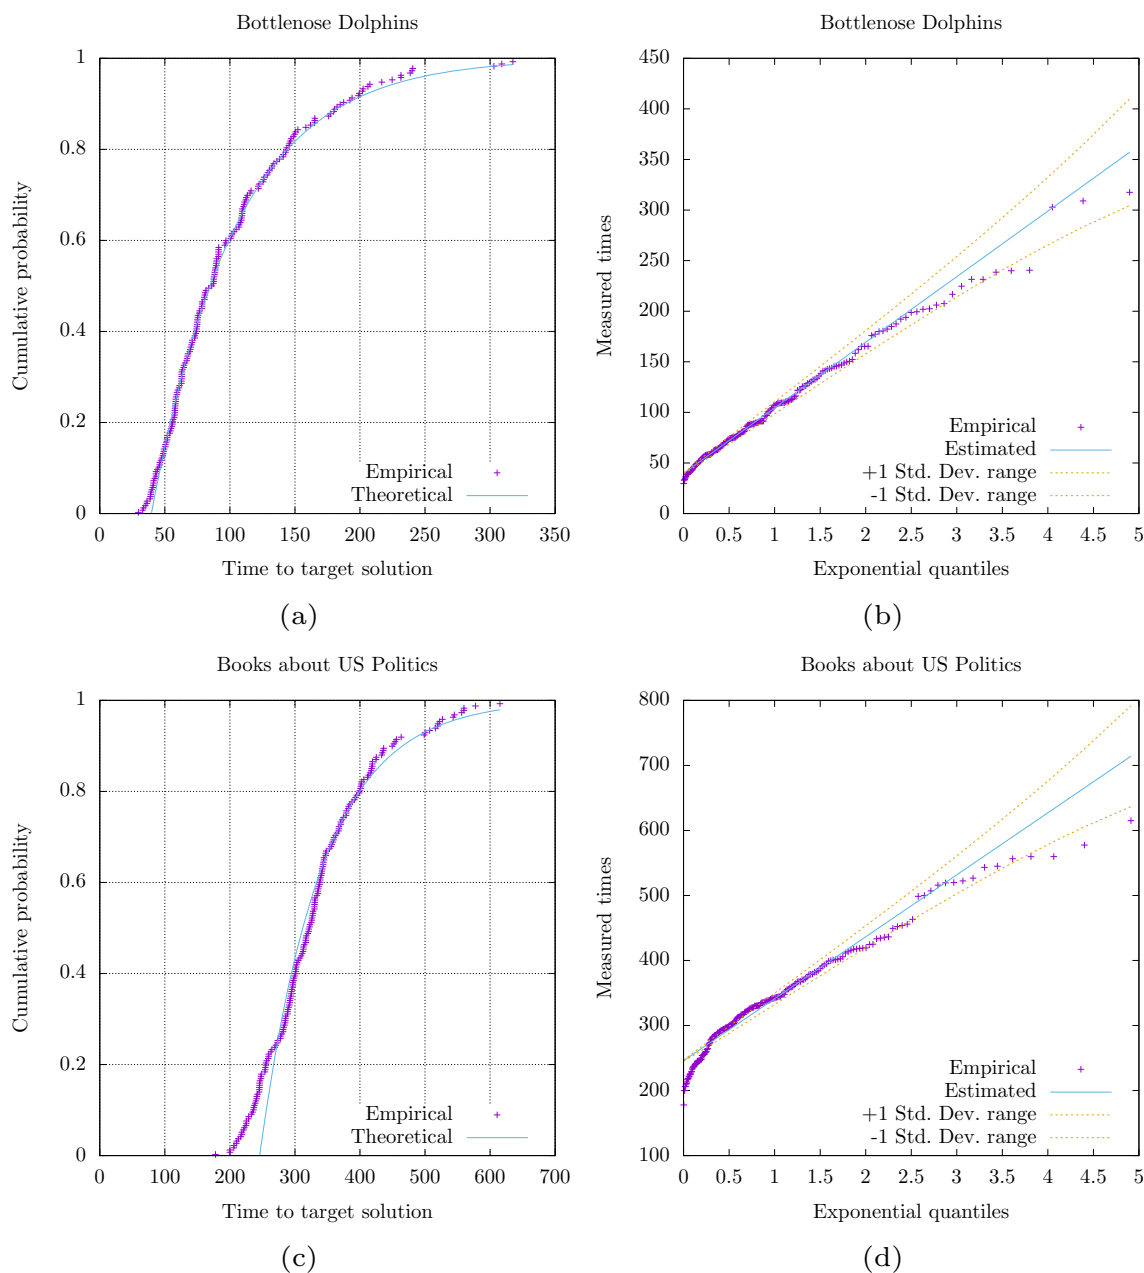 Bottlenose Dolphins
1
0.8
0.6
0.4
0.2
0
Cumulative probability
Empirical
Theoretical
0 50 100 150 200 250 300 350
Time to target solution
(a)
Bottlenose Dolphins
450
400
350
300
250
200
150
100
50
0
Measured times
Empirical
Estimated
+1 Std. Dev. range
-1 Std. Dev. range
0 0.5 1 1.5 2 2.5 3 3.5 4 4.5 5
Exponential quantiles
(b)
Books about US Politics
1
0.8
0.6
0.4
0.2
0
Cumulative probability
Empirical
Theoretical
0 100 200 300 400 500 600 700
Time to target solution
(c)
Books about US Politics
800
700
600
500
400
300
200
100
Measured times
Empirical
Estimated
+1 Std. Dev. range
-1 Std. Dev. range
0 0.5 1 1.5 2 2.5 3 3.5 4 4.5 5
Exponential quantiles
(d)